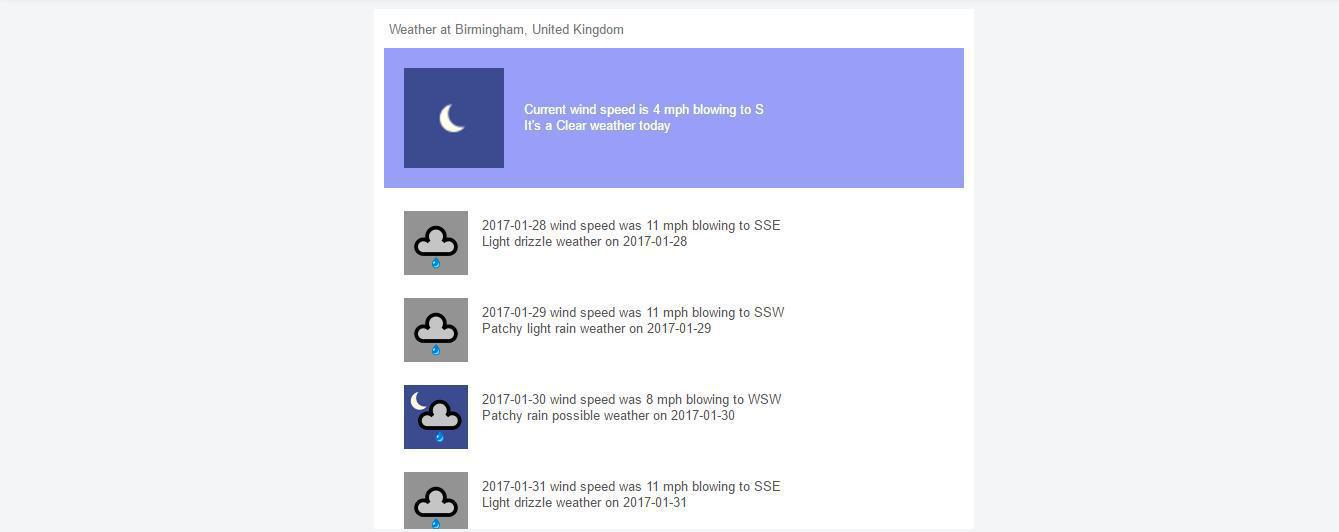 Weather at Birmingham, United Kingdom
Current wind speed is 4 mph blowing to S
It's a Clear weather today
2017-01-28 wind speed was 11 mph blowing to SSE
Light drizzle weather on 2017-01-28
2017-01-29 wind speed was 11 mph blowing to SSW
Patchy light rain weather on 2017-01-29
2017-01-30 wind speed was 8 mph blowing to WSW
Patchy rain possible weather on 2017-01-30
2017-01-31 wind speed was 11 mph blowing to SSE
Light drizzle weather on 2017-01-31